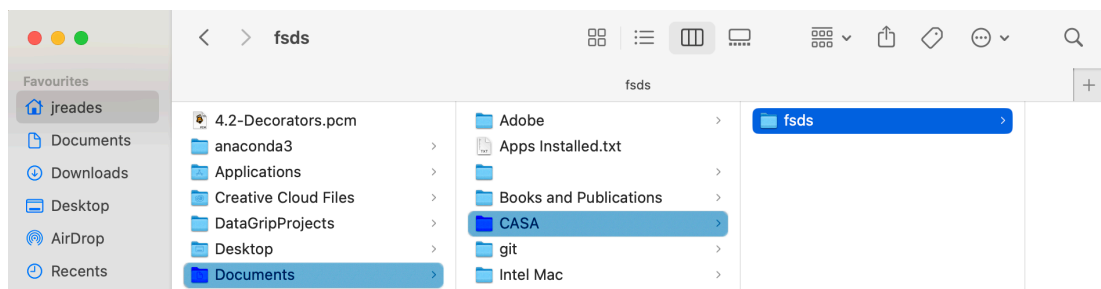 fsds
fsds
Favourites
jreades
Documents
Downloads
Desktop
AirDrop
Recents
4.2-Decorators.pcm
anaconda3
Applications
Creative Cloud Files
DataGripProjects
Desktop
Documents
Adobe
Apps Installed.txt
Books and Publications
CASA
git
Intel Mac
fsds